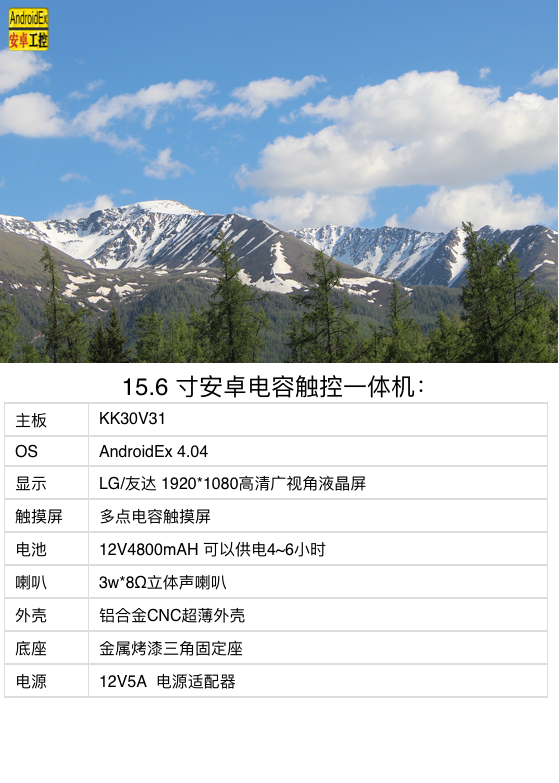 AndroidEx
安卓工控
15.6 寸安卓电容触控一体机：
主板 KK30V31
OS AndroidEx 4.04
显示 LG/友达 1920*1080高清广视角液晶屏
触摸屏 多点电容触摸屏
电池 12V4800mAH 可以供电4~6小时
喇叭 3w*8Ω立体声喇叭
外壳 铝合金CNC超薄外壳
底座 金属烤漆三角固定座
电源 12V5A 电源适配器